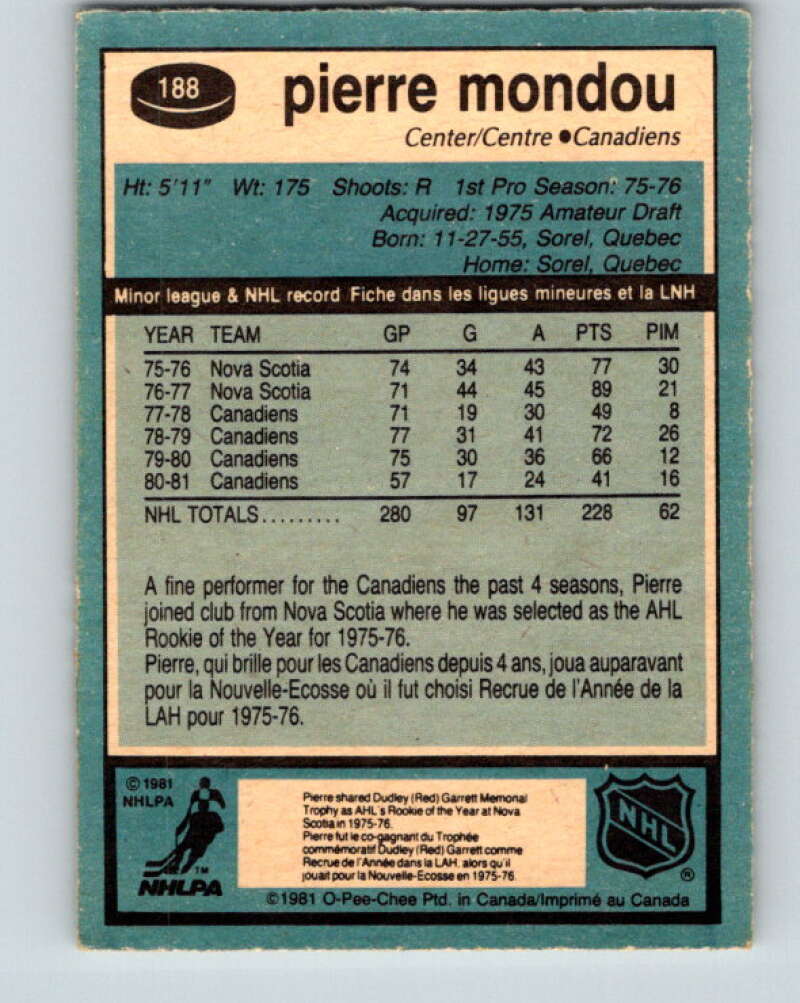 188
pierre mondou
Center/Centre ●Canadiens
Ht: 5'11" Wt: 175 Shoots: R 1st Pro Season: 75-76
Acquired: 1975 Amateur Draft
Born: 11-27-55, Sorel, Quebec
Home: Sorel, Quebec
Minor league & NHL record Fiche dans les ligues mineures et la LNH
YEAR TEAM GP G A PTS PIM
75-76 Nova Scotia 74 34 43 77 30
76-77 Nova Scotia 71 44 45 89 21
77-78 Canadiens 71 19 30 49 8
78-79 Canadiens 77 31 41 72 26
79-80 Canadiens 75 30 36 66 12
80-81 Canadiens 57 17 24 41 16
NHL TOTALS......... 280 97 131 228 62
A fine performer for the Canadiens the past 4 seasons, Pierre
joined club from Nova Scotia where he was selected as the AHL
Rookie of the Year for 1975-76.
Pierre, qui brille pour les Canadiens depuis 4 ans, joua auparavant
pour la Nouvelle-Ecosse où il fut choisi Recrue de l'Année de la
LAH pour 1975-76.
©1981
NHLPA
TM
NHLPA
Pierre shared Dudley (Red) Garrett Memorial
Trophy as AHL's Rookie of the Year at Nova
Scotia in 1975-76.
Pierre fut le co-gagnant du Trophée
commémoratif Dudley (Red) Garrett comme
Recrue de l'Année dans la LAH. alors qu'il
jouait pour la Nouvelle-Ecosse en 1975-76.
NHL
®
©1981 O-Pee-Chee Ptd. in Canada/Imprimé au Canada